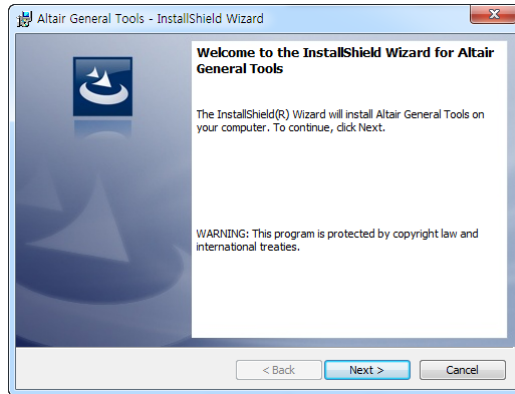 Altair General Tools - InstallShield Wizard
Welcome to the InstallShield Wizard for Altair
General Tools
The InstallShield(R) Wizard will install Altair General Tools on
your computer. To continue, click Next.
WARNING: This program is protected by copyright law and
international treaties.
< Back
Next >
Cancel